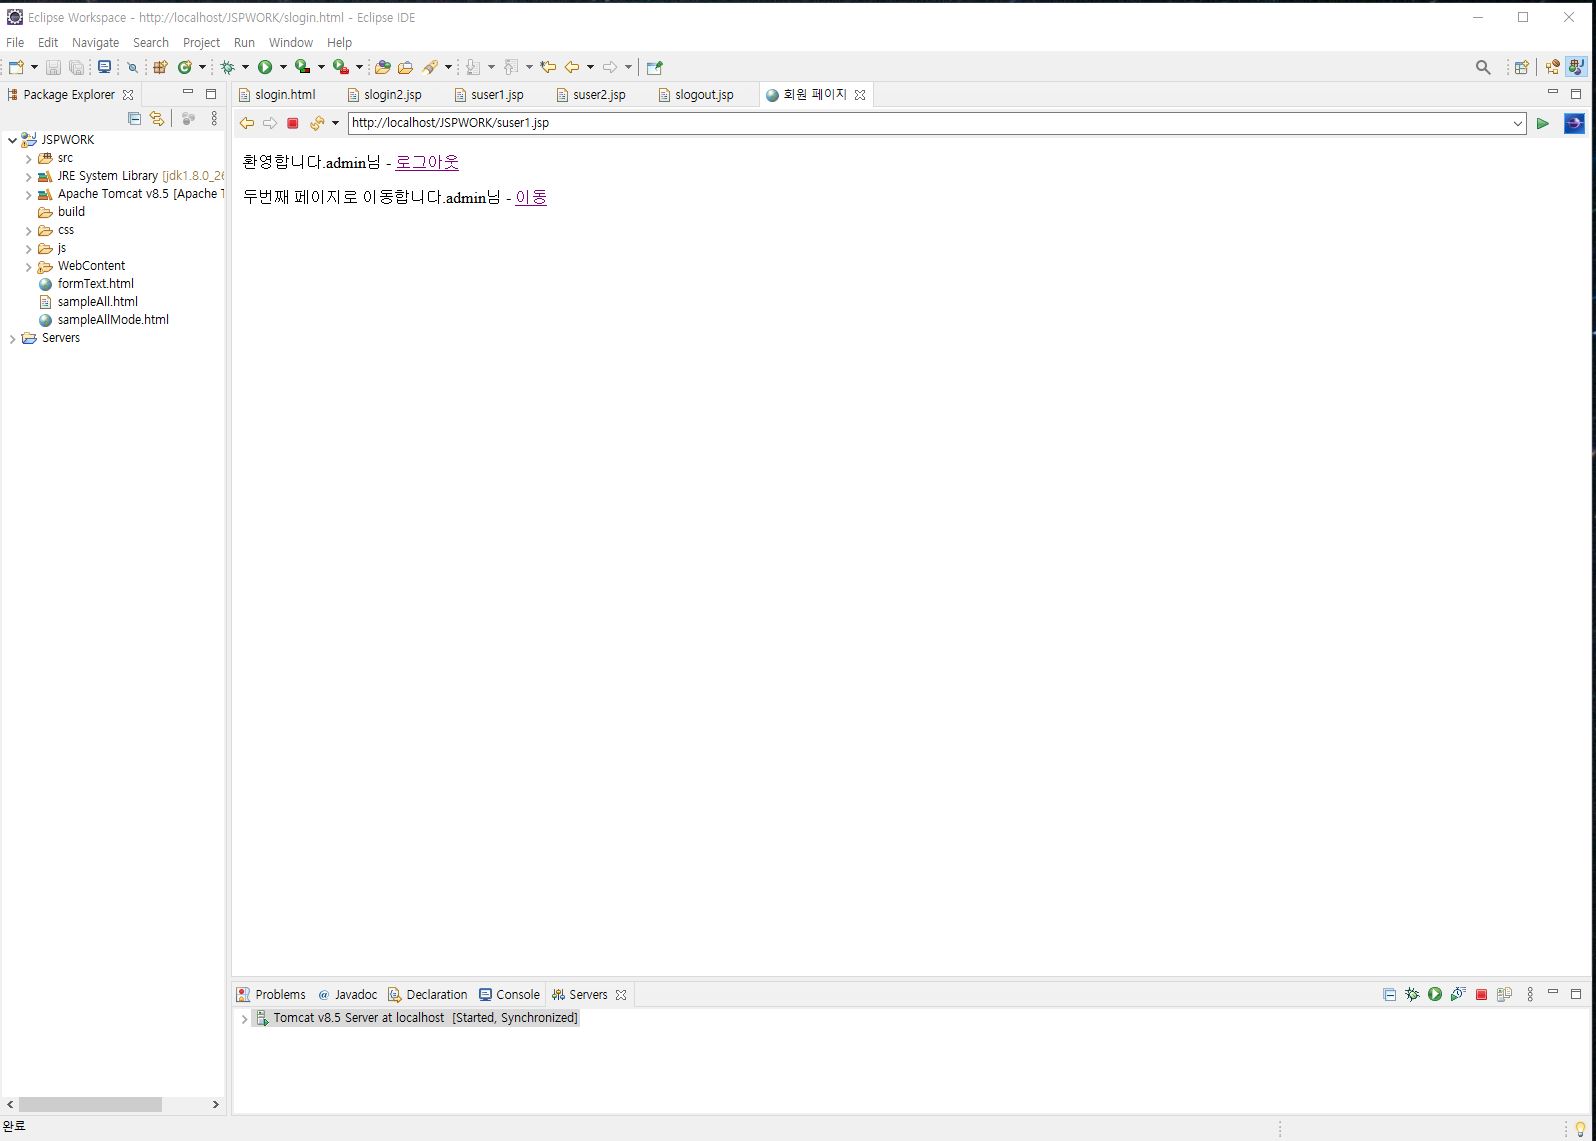 Eclipse Workspace - http://localhost/JSPWORK/slogin.html - Eclipse IDE
File Edit Navigate Search Project Run Window Help
Package Explorer
slogin.html slogin2.jsp suser1.jsp suser2.jsp slogout.jsp 회원 페이지
http://localhost/JSPWORK/suser1.jsp
JSPWORK
src
JRE System Library [jdk1.8.0_26
Apache Tomcat v8.5 [Apache T
build
css
js
WebContent
formText.html
sampleAll.html
sampleAllMode.html
Servers
환영합니다.admin님 - 로그아웃
두번째 페이지로 이동합니다.admin님 - 이동
Problems @ Javadoc Declaration Console Servers
Tomcat v8.5 Server at localhost [Started, Synchronized]
완료